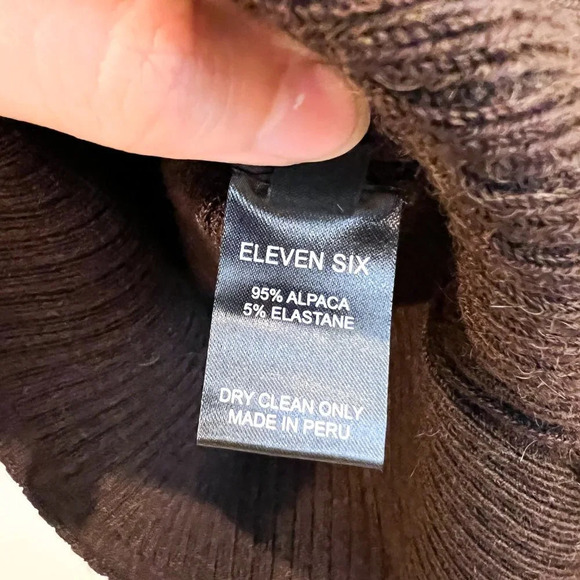 ELEVEN SIX
95% ALPACA
5% ELASTANE
DRY CLEAN ONLY
MADE IN PERU